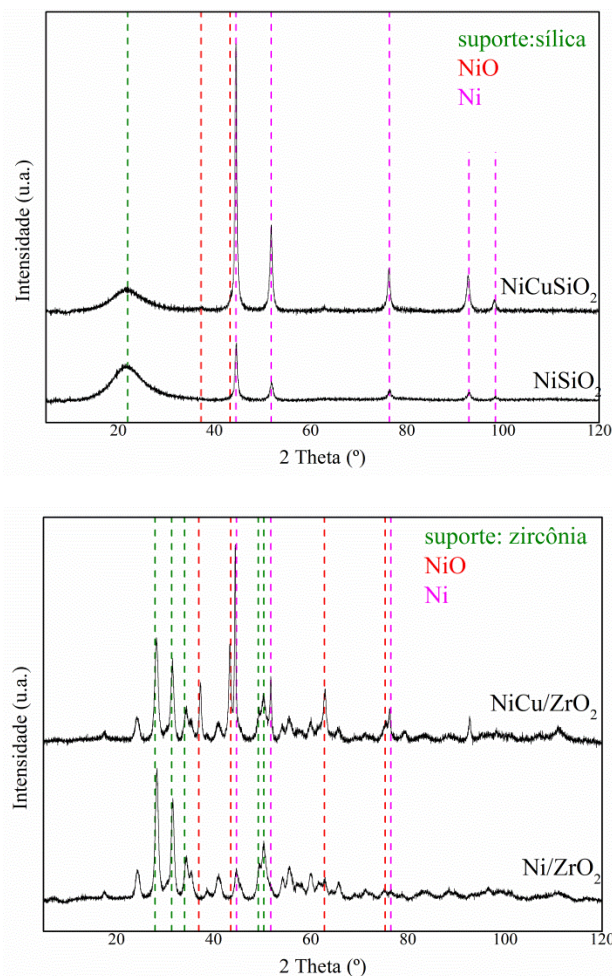 suporte:sílica
NiO
Ni
Intensidade (u.a.)
NiCuSiO₂
NiSiO₂
20 40 60 80 100 120
2 Theta (º)
suporte: zircônia
NiO
Ni
Intensidade (u.a.)
NiCu/ZrO₂
Ni/ZrO₂
20 40 60 80 100 120
2 Theta (º)